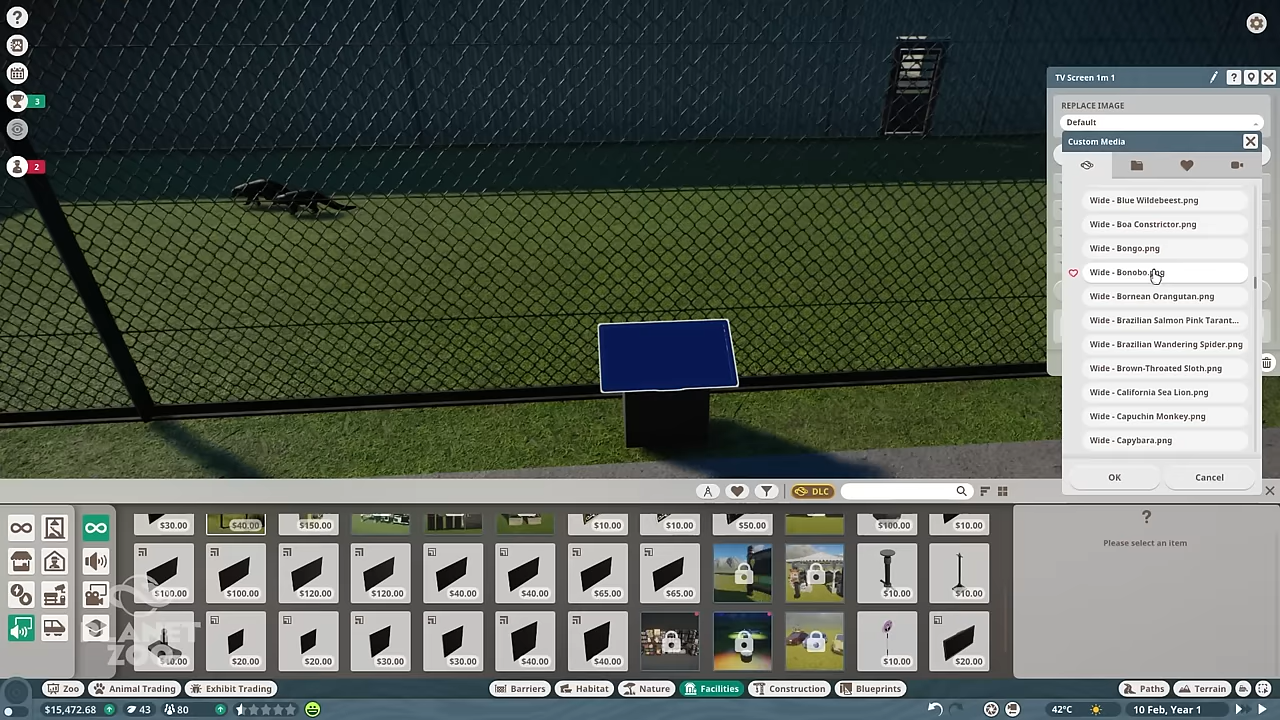 TV Screen 1m 1
REPLACE IMAGE
Default
Custom Media
3
2
Wide - Blue Wildebeest.png
Wide - Boa Constrictor.png
Wide - Bongo.png
Wide - Bonobo.png
Wide - Bornean Orangutan.png
Wide - Brazilian Salmon Pink Tarant...
Wide - Brazilian Wandering Spider.png
Wide - Brown-Throated Sloth.png
Wide - California Sea Lion.png
Wide - Capuchin Monkey.png
Wide - Capybara.png
OK Cancel
DLC
$30.00 $40.00 $150.00 $10.00 $10.00 $50.00 $100.00 $10.00
Please select an item
$100.00 $100.00 $120.00 $120.00 $40.00 $40.00 $65.00 $65.00 $10.00 $10.00
PLANET
ZOO
$20.00 $20.00 $30.00 $30.00 $40.00 $40.00 $10.00 $20.00
Zoo Animal Trading Exhibit Trading Barriers Habitat Nature Facilities Construction Blueprints Paths Terrain
$15,472.68 43 80 42°C 10 Feb, Year 1